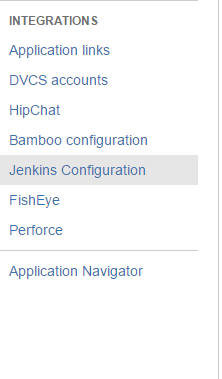 INTEGRATIONS
Application links
DVCS accounts
HipChat
Bamboo configuration
Jenkins Configuration
FishEye
Perforce
Application Navigator